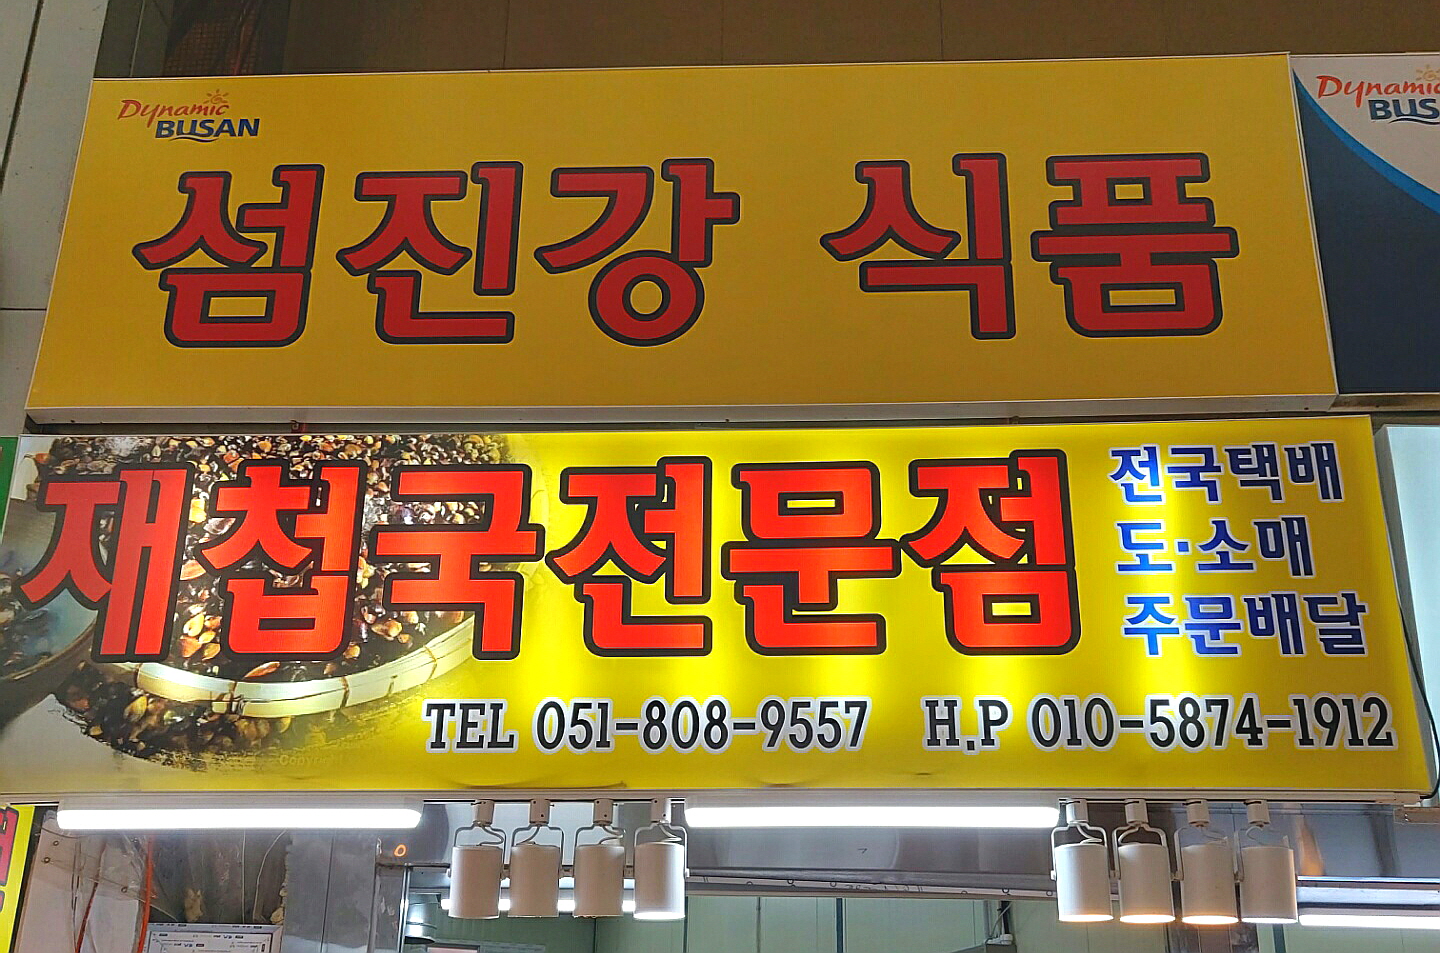 Dynamic
BUSAN
Dynamic
BUS
섬진강 식품
재첩국전문점
전국택배
도·소매
주문배달
TEL 051-808-9557 H.P 010-5874-1912